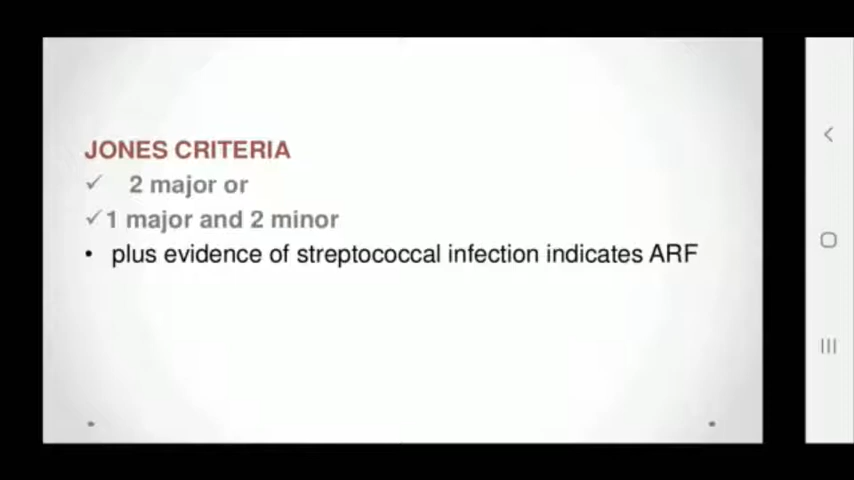 JONES CRITERIA
✓ 2 major or
✓ 1 major and 2 minor
• plus evidence of streptococcal infection indicates ARF